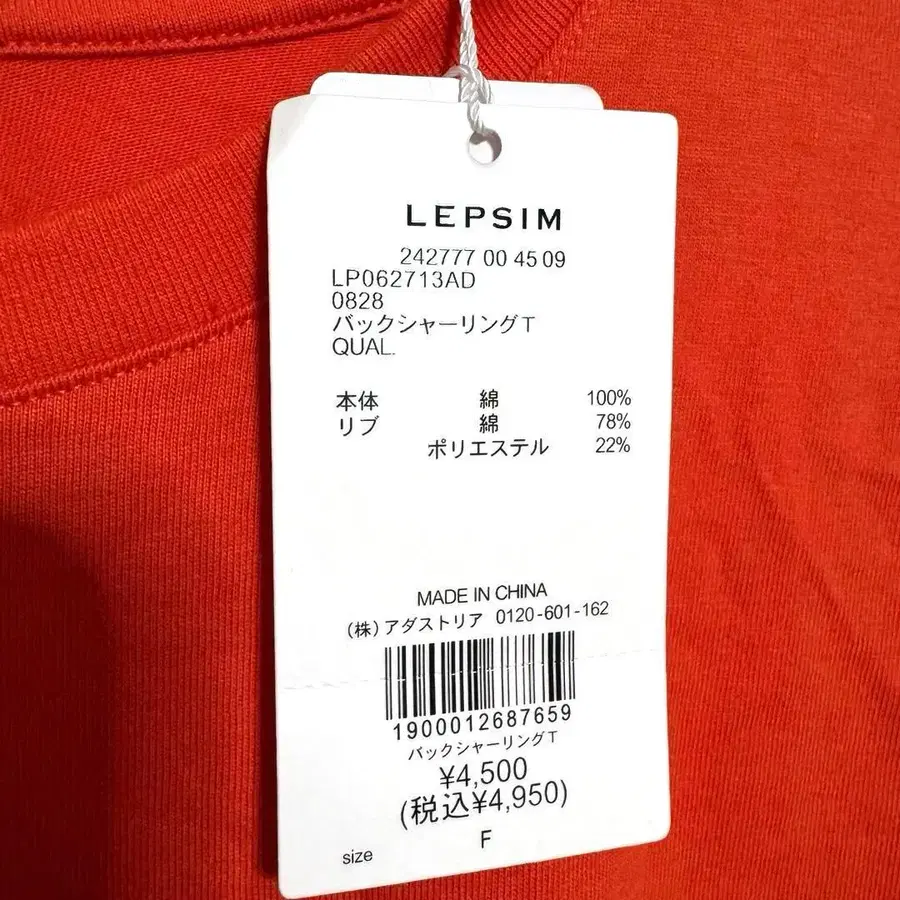 LEPSIM
242777 00 45 09
LP062713AD
0828
バックシャーリングT
QUAL.
本体 綿 100%
リブ 綿 78%
ポリエステル 22%
MADE IN CHINA
(株)アダストリア 0120-601-162
1900012687659
バックシャーリングT
¥4,500
(税込¥4,950)
F
size